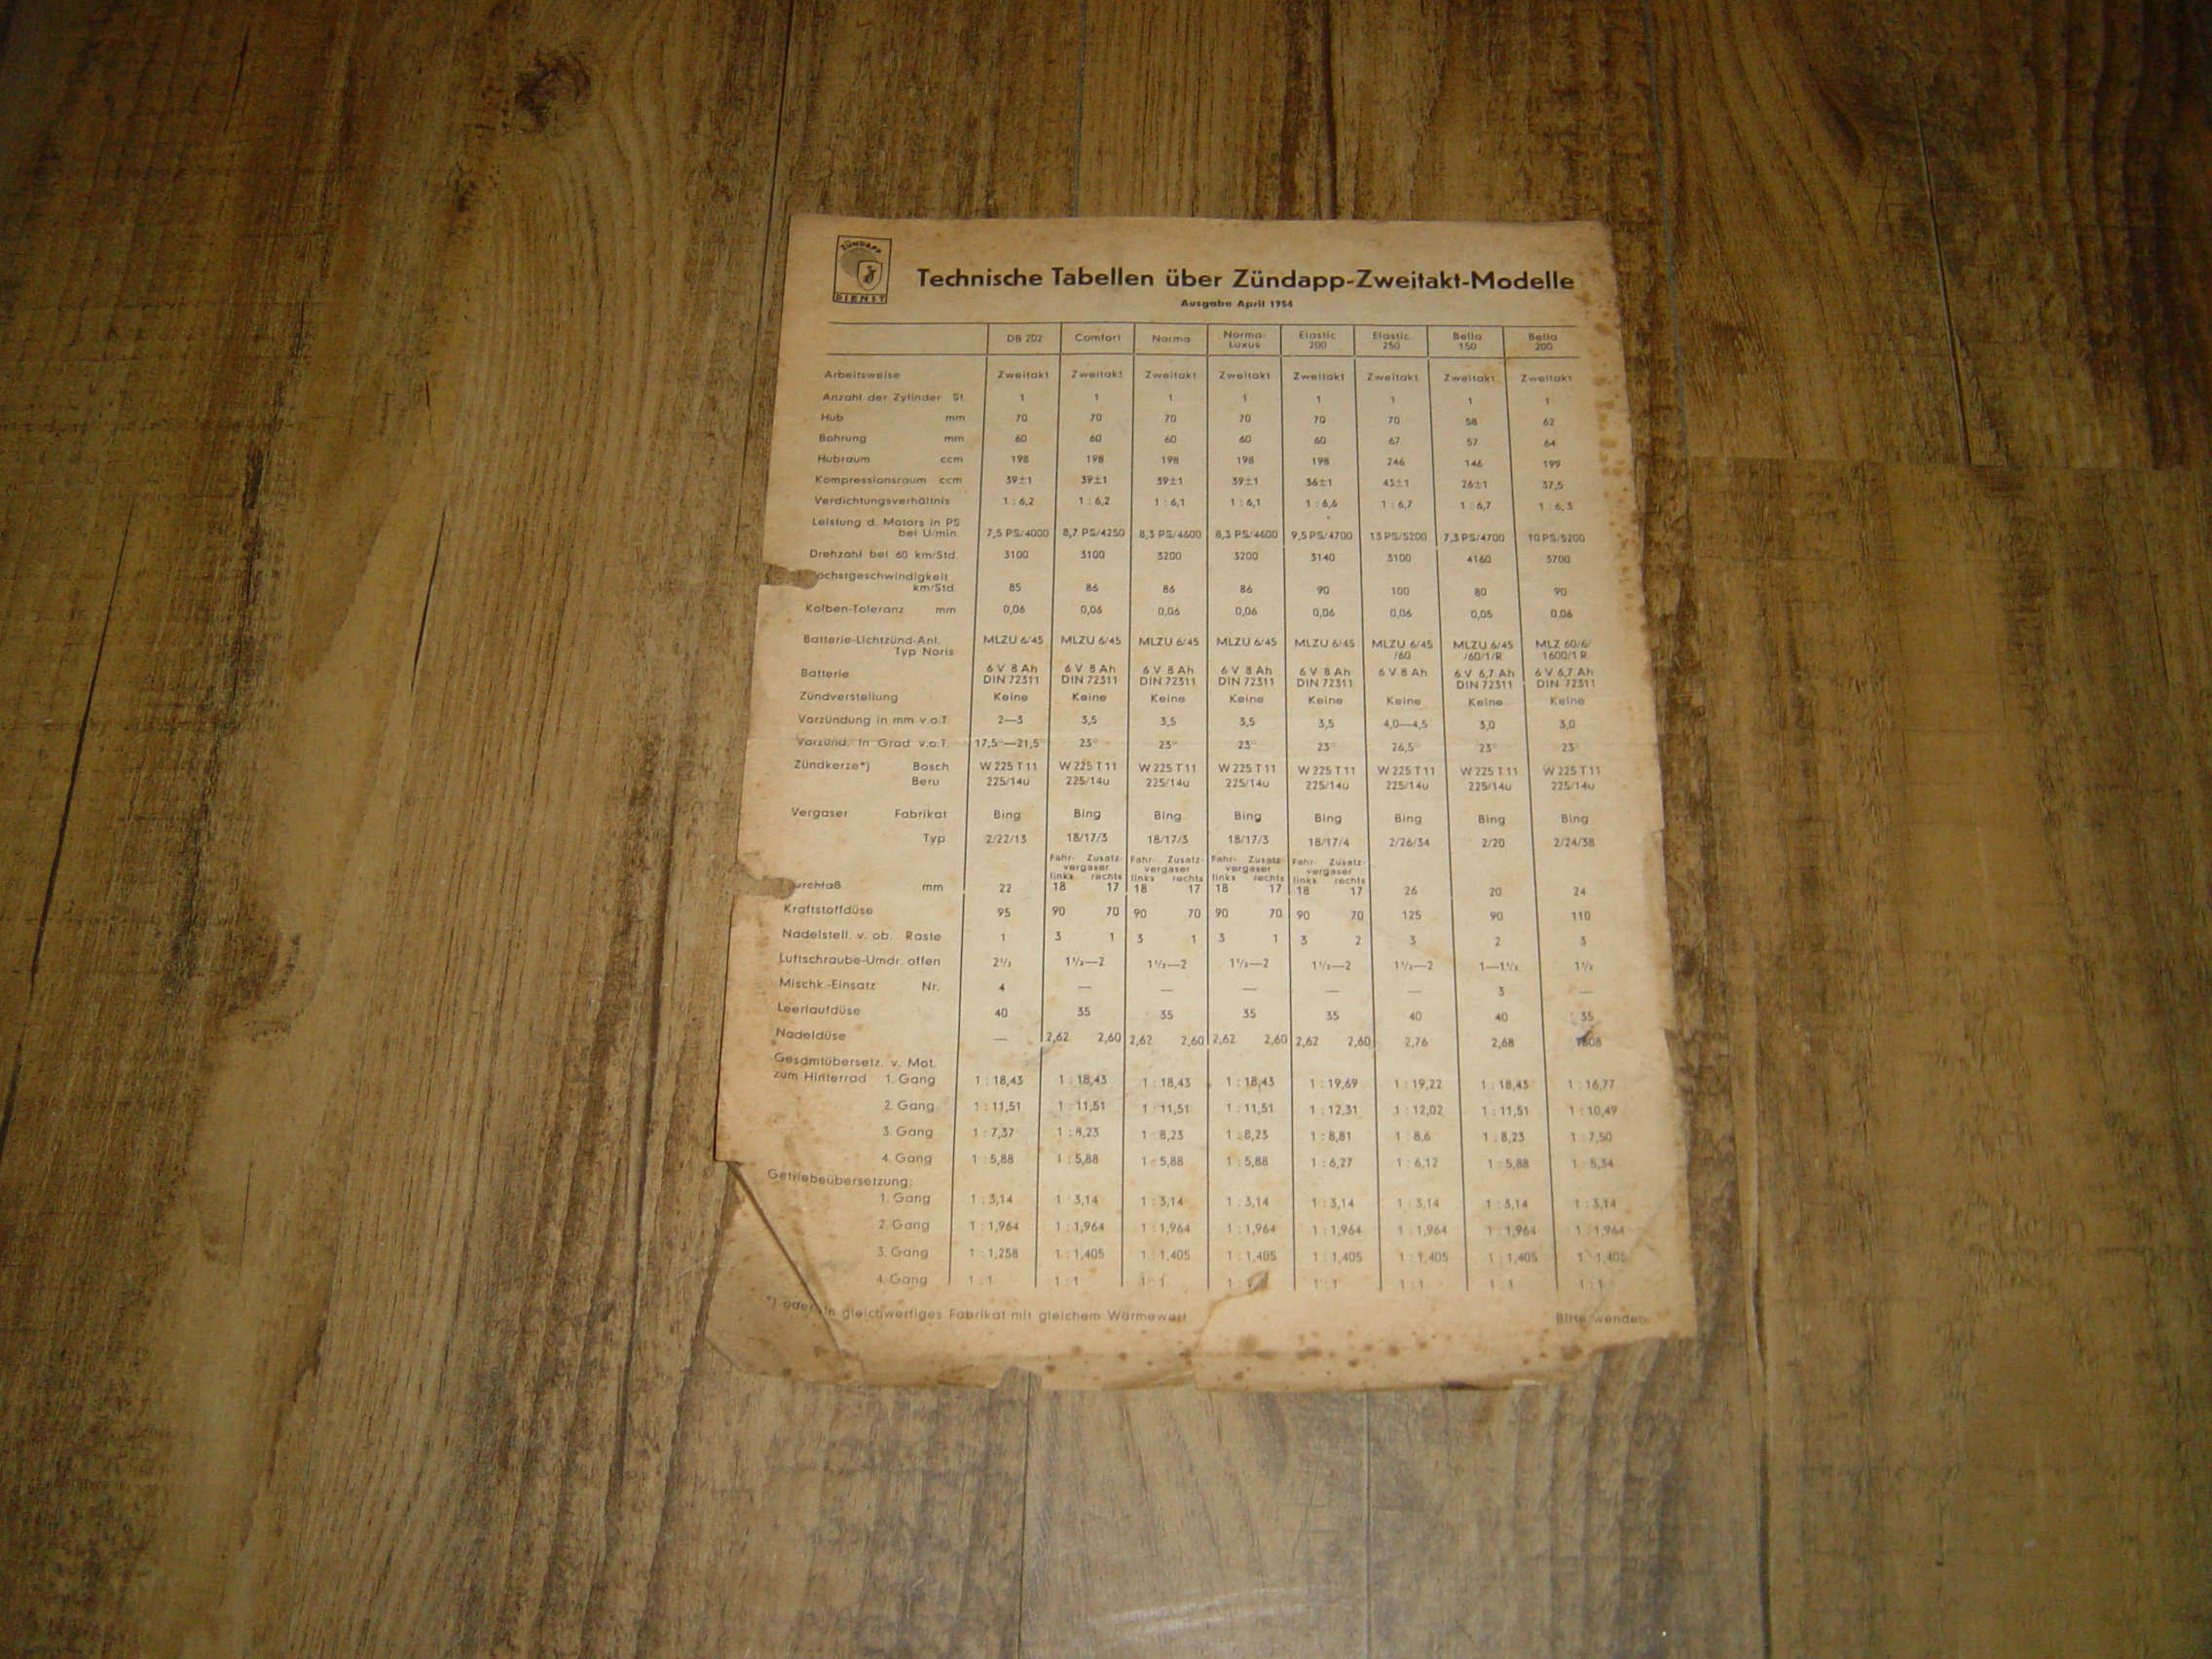 ZÜNDAPP
DIENST
Technische Tabellen über Zündapp-Zweitakt-Modelle
Ausgabe April 1954
DB 202 Comfort Norma Norma-Luxus Elastic 200 Elastic 250 Bella 150 Bella 200
Arbeitsweise Zweitakt Zweitakt Zweitakt Zweitakt Zweitakt Zweitakt Zweitakt Zweitakt
Anzahl der Zylinder St. 1 1 1 1 1 1 1 1
Hub mm 70 70 70 70 70 70 58 62
Bohrung mm 60 60 60 60 60 67 57 64
Hubraum ccm 198 198 198 198 198 246 146 199
Kompressionsraum ccm 39±1 39±1 39±1 39±1 36±1 43±1 26±1 37,5
Verdichtungsverhältnis 1 : 6,2 1 : 6,2 1 : 6,1 1 : 6,1 1 : 6,6 1 : 6,7 1 : 6,7 1 : 6,3
Leistung d. Motors in PS
bei U/min. 7,5 PS/4000 8,7 PS/4250 8,3 PS/4600 8,3 PS/4600 9,5 PS/4700 13 PS/5200 7,3 PS/4700 10 PS/5200
Drehzahl bei 60 km/Std. 3100 3100 3200 3200 3140 3100 4160 3700
öchstgeschwindigkeit
km/Std. 85 86 86 86 90 100 80 90
Kolben-Toleranz mm 0,06 0,06 0,06 0,06 0,06 0,06 0,05 0,06
Batterie-Lichtzünd-Anl. MLZU 6/45 MLZU 6/45 MLZU 6/45 MLZU 6/45 MLZU 6/45 MLZU 6/45 MLZU 6/45 MLZ 60/6/
Typ Noris /60 /60/1/R 1600/1 R
Batterie 6 V 8 Ah 6 V 8 Ah 6 V 8 Ah 6 V 8 Ah 6 V 8 Ah 6 V 8 Ah 6 V 6,7 Ah 6 V 6,7 Ah
DIN 72311 DIN 72311 DIN 72311 DIN 72311 DIN 72311 DIN 72311 DIN 72311
Zündverstellung Keine Keine Keine Keine Keine Keine Keine Keine
Vorzündung in mm v.o.T. 2—3 3,5 3,5 3,5 3,5 4,0—4,5 3,0 3,0
Vorzünd. in Grad v.o.T. 17,5°—21,5° 23° 23° 23° 23° 26,5° 23° 23°
Zündkerze*) Bosch W 225 T 11 W 225 T 11 W 225 T 11 W 225 T 11 W 225 T 11 W 225 T 11 W 225 T 11 W 225 T 11
Beru 225/14u 225/14u 225/14u 225/14u 225/14u 225/14u 225/14u 225/14u
Vergaser Fabrikat Bing Bing Bing Bing Bing Bing Bing Bing
Typ 2/22/13 18/17/3 18/17/3 18/17/3 18/17/4 2/26/34 2/20 2/24/38
Fahr- Zusatz- Fahr- Zusatz- Fahr- Zusatz- Fahr- Zusatz-
vergaser vergaser vergaser vergaser
links rechts links rechts links rechts links rechts
urchlaß mm 22 18 17 18 17 18 17 18 17 26 20 24
Kraftstoffdüse 95 90 70 90 70 90 70 90 70 125 90 110
Nadelstell. v. ob. Raste 1 3 1 3 1 3 1 3 2 3 2 3
Luftschraube-Umdr. offen 2½ 1½—2 1½—2 1½—2 1½—2 1½—2 1—1½ 1½
Mischk.-Einsatz Nr. 4 — — — — — 3 —
Leerlaufdüse 40 35 35 35 35 40 40 35
Nadeldüse — 2,62 2,60 2,62 2,60 2,62 2,60 2,62 2,60 2,76 2,68 1608
Gesamtübersetz. v. Mot.
zum Hinterrad 1. Gang 1 : 18,43 1 : 18,43 1 : 18,43 1 : 18,43 1 : 19,69 1 : 19,22 1 : 18,43 1 : 16,77
2. Gang 1 : 11,51 1 : 11,51 1 : 11,51 1 : 11,51 1 : 12,31 1 : 12,02 1 : 11,51 1 : 10,49
3. Gang 1 : 7,37 1 : 8,23 1 : 8,23 1 : 8,23 1 : 8,81 1 : 8,6 1 : 8,23 1 : 7,50
4. Gang 1 : 5,88 1 : 5,88 1 : 5,88 1 : 5,88 1 : 6,27 1 : 6,12 1 : 5,88 1 : 5,34
Getriebeübersetzung:
1. Gang 1 : 3,14 1 : 3,14 1 : 3,14 1 : 3,14 1 : 3,14 1 : 3,14 1 : 3,14 1 : 3,14
2. Gang 1 : 1,964 1 : 1,964 1 : 1,964 1 : 1,964 1 : 1,964 1 : 1,964 1 : 1,964 1 : 1,964
3. Gang 1 : 1,258 1 : 1,405 1 : 1,405 1 : 1,405 1 : 1,405 1 : 1,405 1 : 1,405 1 : 1,405
4. Gang 1 : 1 1 : 1 1 : 1 1 : 1 1 : 1 1 : 1 1 : 1
*) oder in gleichwertiges Fabrikat mit gleichem Wärmewert Bitte wenden